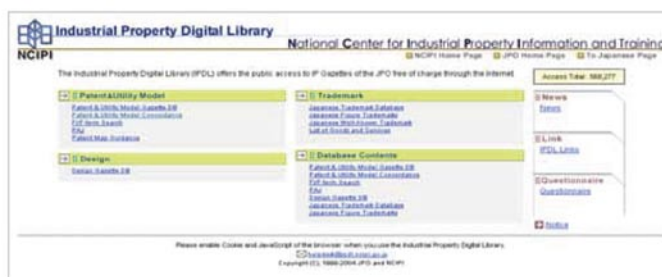 Industrial Property Digital Library
NCIPI
National Center for Industrial Property Information and Training
NCIPI Home Page JPO Home Page To Japanese Page
The Industrial Property Digital Library (IPDL) offers the public access to IP Gazettes of the JPO free of charge through the Internet.
Access Total
Patent&Utility Model
Patent & Utility Model Gazette DB
Patent & Utility Model Concordance
FI/F-term Search
PAJ
Patent Map Guidance
Design
Design Gazette DB
Trademark
Japanese Trademark Database
Japanese Figure Trademarks
Japanese Well-Known Trademark
List of Goods and Services
Database Contents
Patent & Utility Model Gazette DB
Patent & Utility Model Concordance
FI/F-term Search
PAJ
Design Gazette DB
Japanese Trademark Database
Japanese Figure Trademarks
News
News
Link
IPDL Links
Questionnaire
Questionnaire
Notice
Please enable Cookie and JavaScript of the browser when you use the Industrial Property Digital Library.
Copyright (C), 1998-2004 JPO and NCIPI